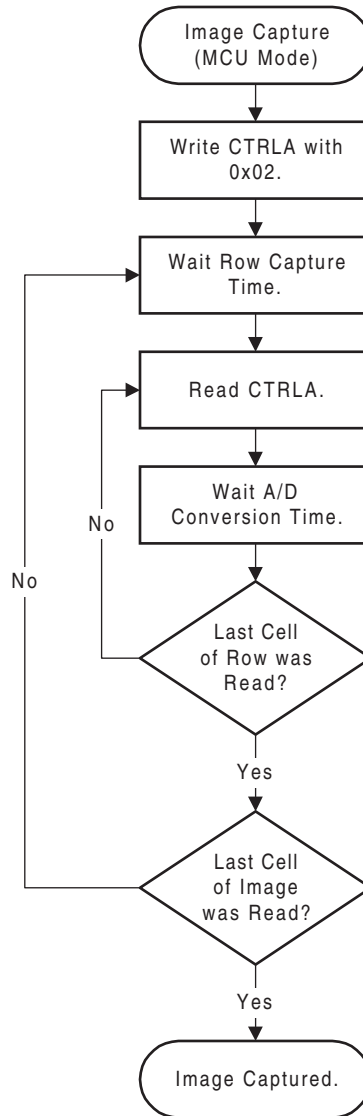 Image Capture
(MCU Mode)
Write CTRLA with
0x02.
Wait Row Capture
Time.
Read CTRLA.
Wait A/D
Conversion Time.
No
No
Last Cell
of Row was
Read?
Yes
Last Cell
of Image
was Read?
Yes
Image Captured.